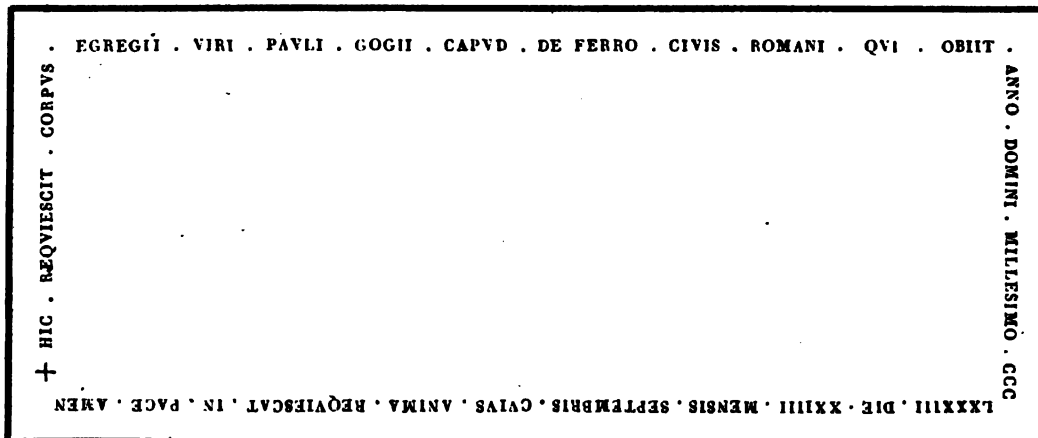 + HIC . REQVIESCIT . CORPVS
. EGREGII . VIRI . PAVLI . GOGII . CAPVD . DE FERRO . CIVIS . ROMANI . QVI . OBIIT .
ANNO . DOMINI . MILLESIMO . CCC
LXXXIIII . DIE . XXIIII . MENSIS . SEPTEMBRIS . CVIVS . ANIMA . REQVIESCAT . IN . PACE . AMEN